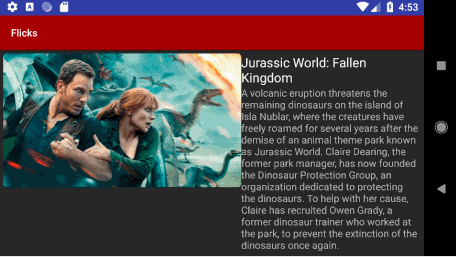 4:53
Flicks
Jurassic World: Fallen
Kingdom
A volcanic eruption threatens the
remaining dinosaurs on the island of
Isla Nublar, where the creatures have
freely roamed for several years after the
demise of an animal theme park known
as Jurassic World. Claire Dearing, the
former park manager, has now founded
the Dinosaur Protection Group, an
organization dedicated to protecting
the dinosaurs. To help with her cause,
Claire has recruited Owen Grady, a
former dinosaur trainer who worked at
the park, to prevent the extinction of the
dinosaurs once again.